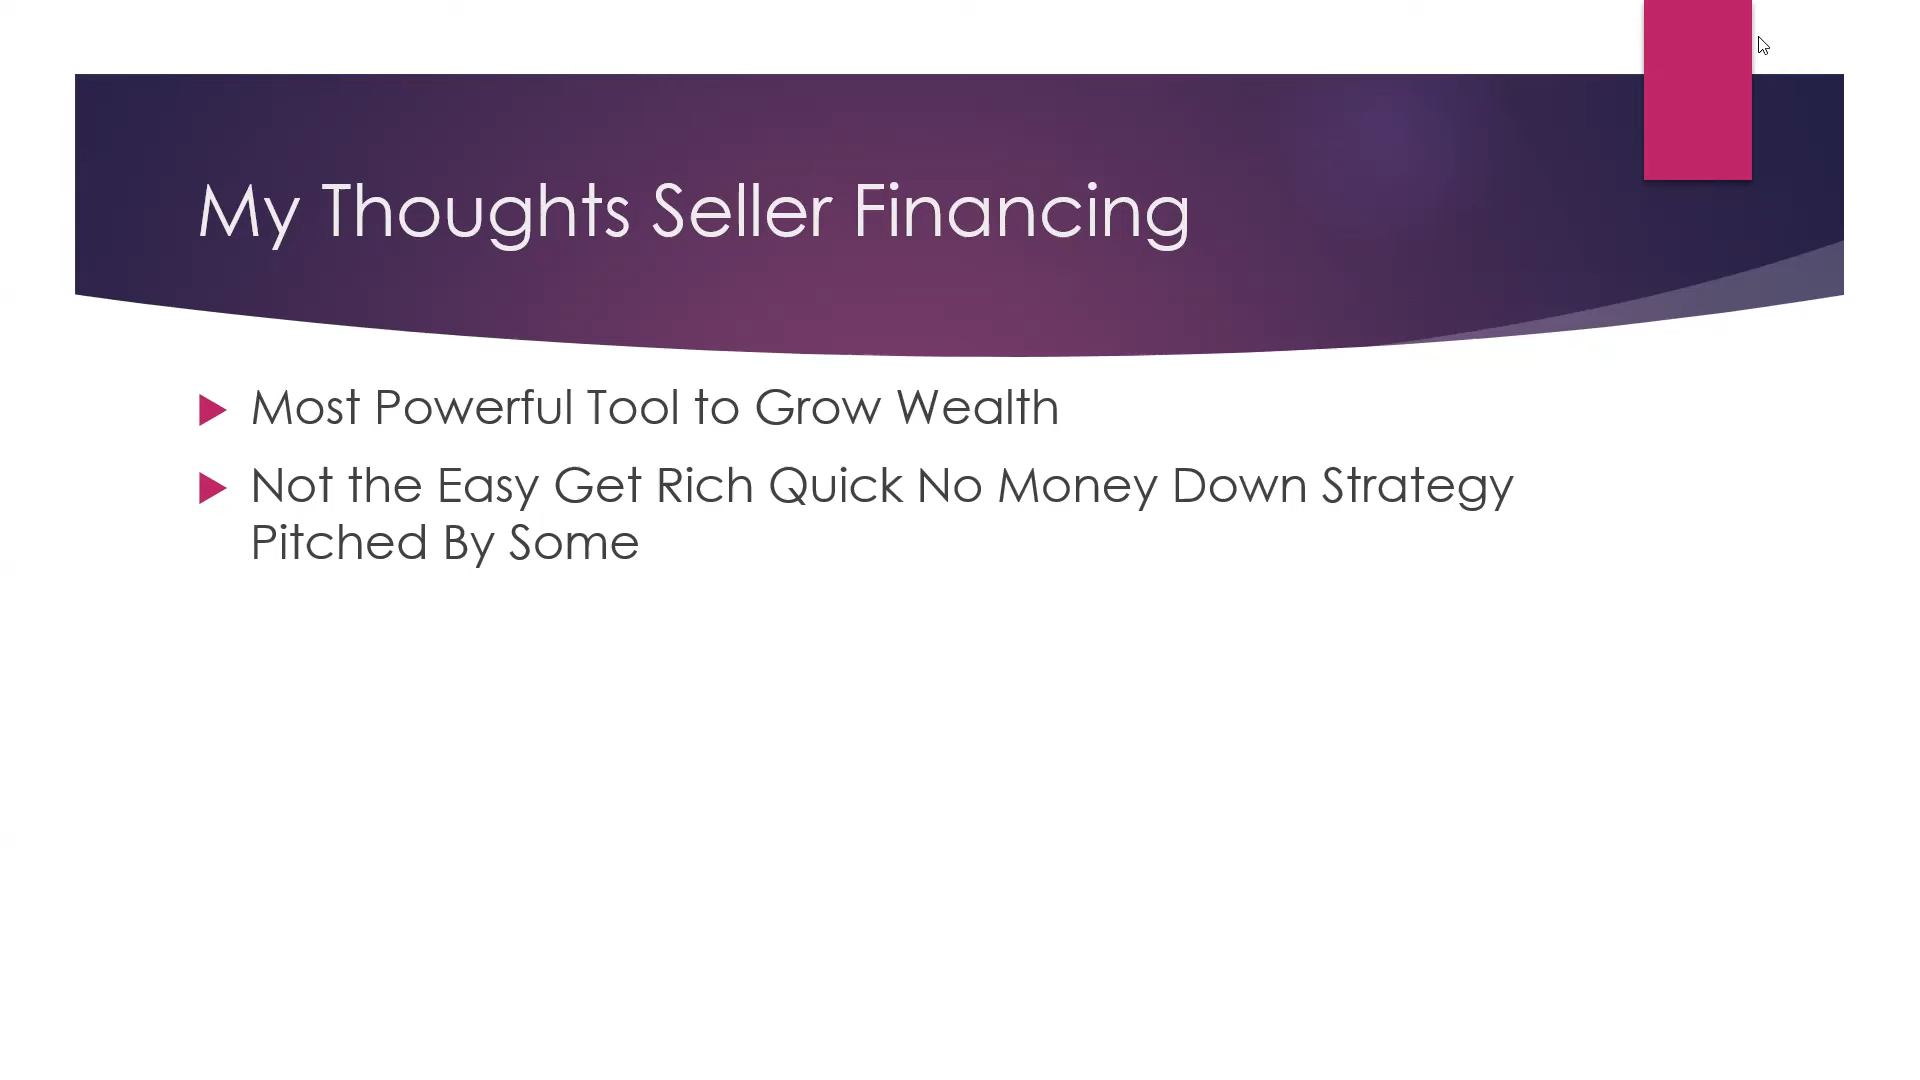 My Thoughts Seller Financing
Most Powerful Tool to Grow Wealth
Not the Easy Get Rich Quick No Money Down Strategy
Pitched By Some